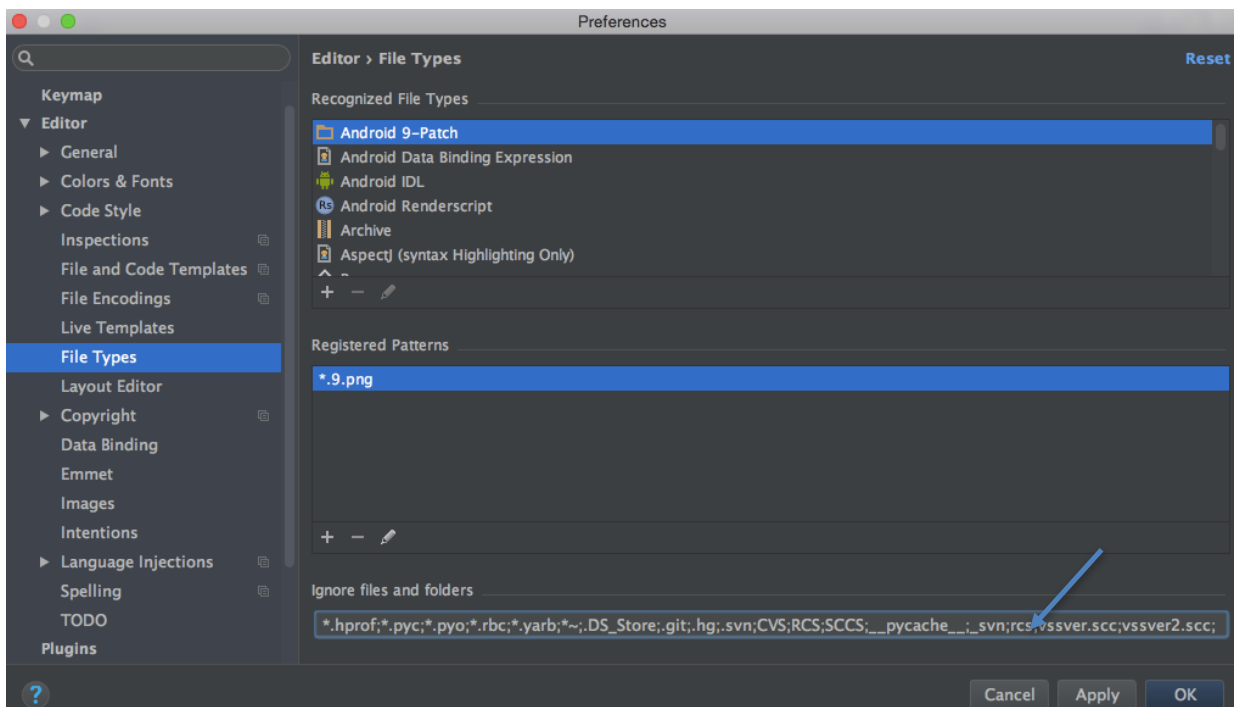 Preferences
Editor › File Types
Reset
Keymap
Editor
General
Colors & Fonts
Code Style
Inspections
File and Code Templates
File Encodings
Live Templates
File Types
Layout Editor
Copyright
Data Binding
Emmet
Images
Intentions
Language Injections
Spelling
TODO
Plugins
Recognized File Types
Android 9-Patch
Android Data Binding Expression
Android IDL
Rs Android Renderscript
Archive
AspectJ (syntax Highlighting Only)
Registered Patterns
*.9.png
Ignore files and folders
*.hprof;*.pyc;*.pyo;*.rbc;*.yarb;*~;.DS_Store;.git;.hg;.svn;CVS;RCS;SCCS;__pycache__;_svn;rcs;vssver.scc;vssver2.scc;
?
Cancel
Apply
OK